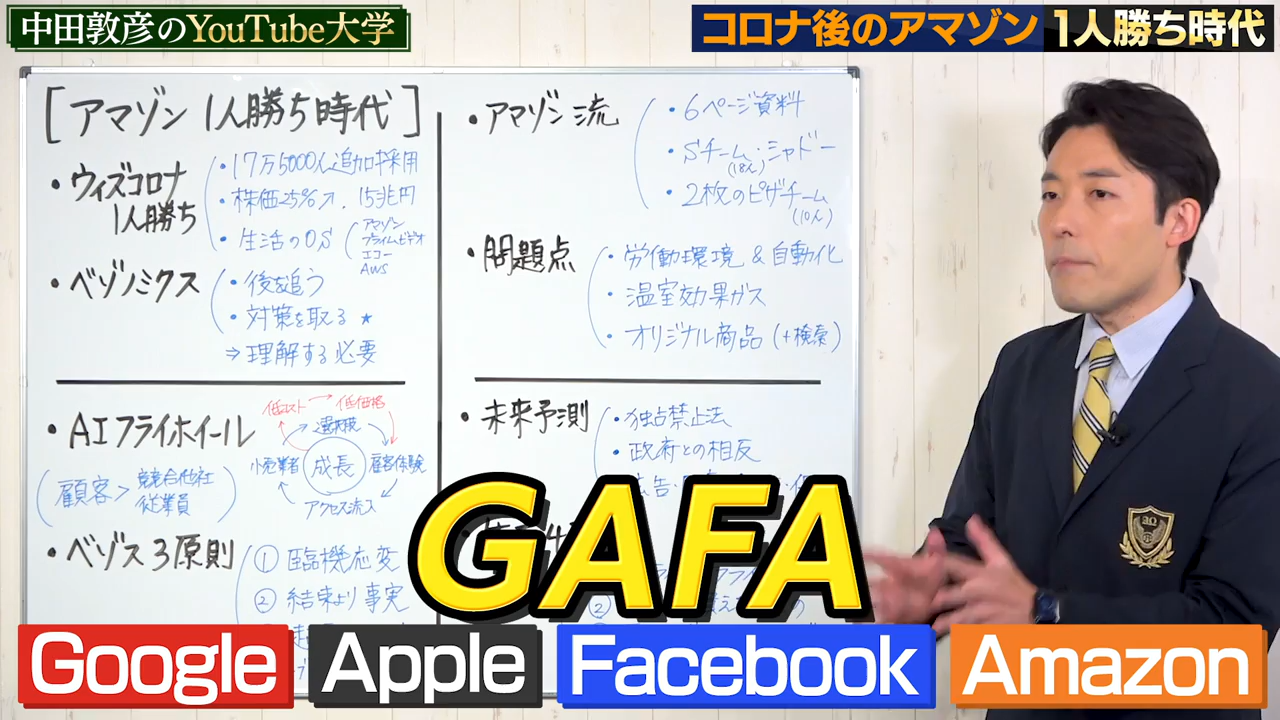 中田敦彦のYouTube大学
コロナ後のアマゾン 1人勝ち時代
[アマゾン 1人勝ち時代]
・ウィズコロナ
1人勝ち
・17万5000人追加採用
・株価25%↗、15兆円
・生活のOS
アマゾン
プライムビデオ
エコー
AWS
・ベゾノミクス
・後を追う
・対策を取る ★
⇒理解する必要
・AIフライホイール
(顧客>競合他社
従業員)
低コスト→低価格
選択肢
小売業者
成長
顧客体験
アクセス流入
・ベゾス3原則
① 臨機応変
② 結末より事実
・アマゾン流
・6ページ資料
・Sチーム・シャドー
(18人)
・2枚のピザチーム
(10人)
・問題点
・労働環境 & 自動化
・温室効果ガス
・オリジナル商品 (+検索)
・未来予測
・独占禁止法
・政府との相反
②
GAFA
Google
Apple
Facebook
Amazon